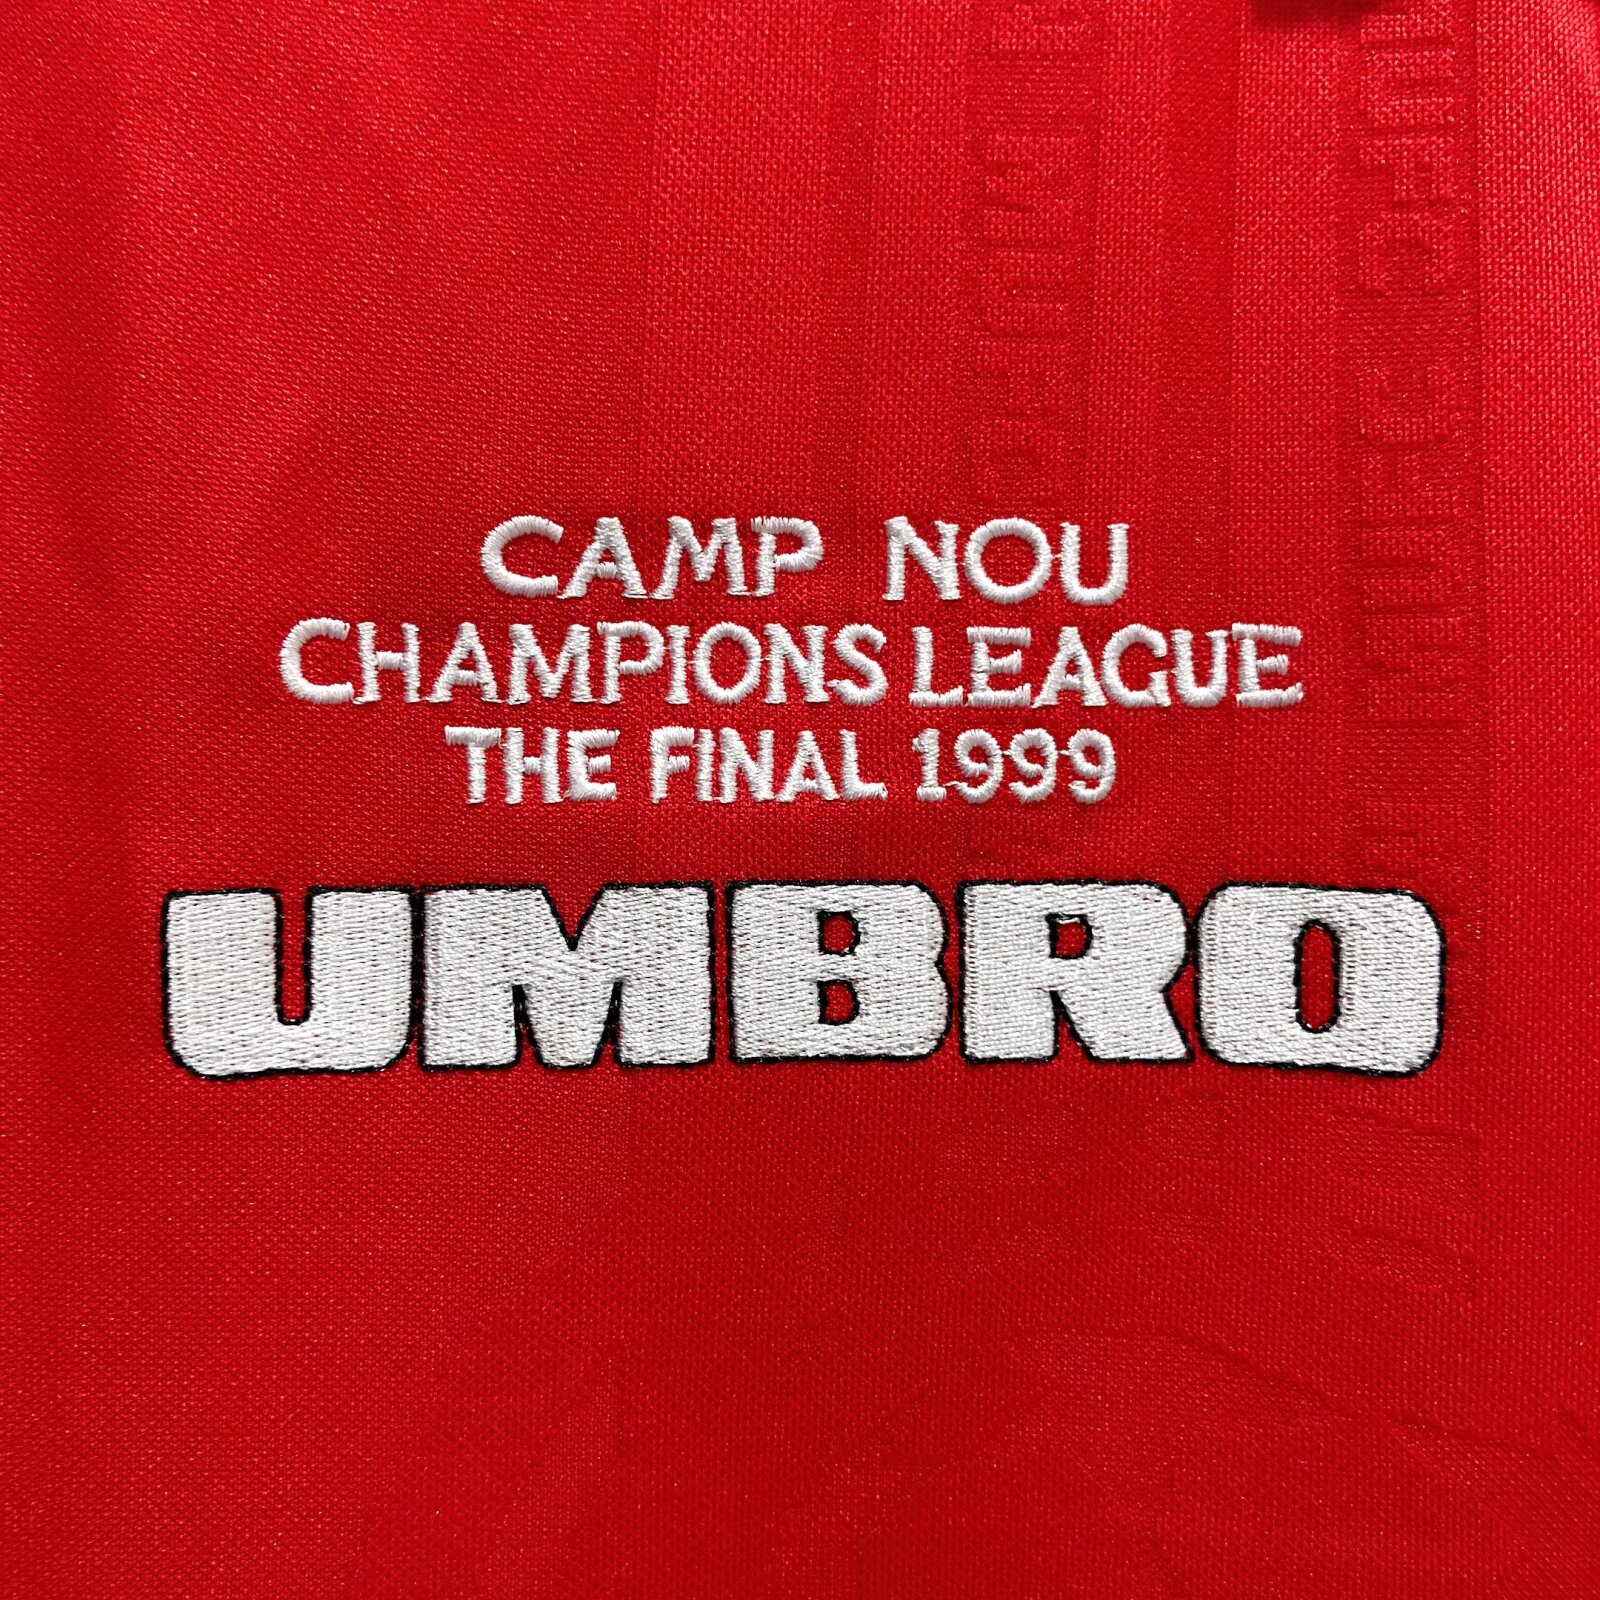 CAMP NOU
CHAMPIONS LEAGUE
THE FINAL 1999
UMBRO